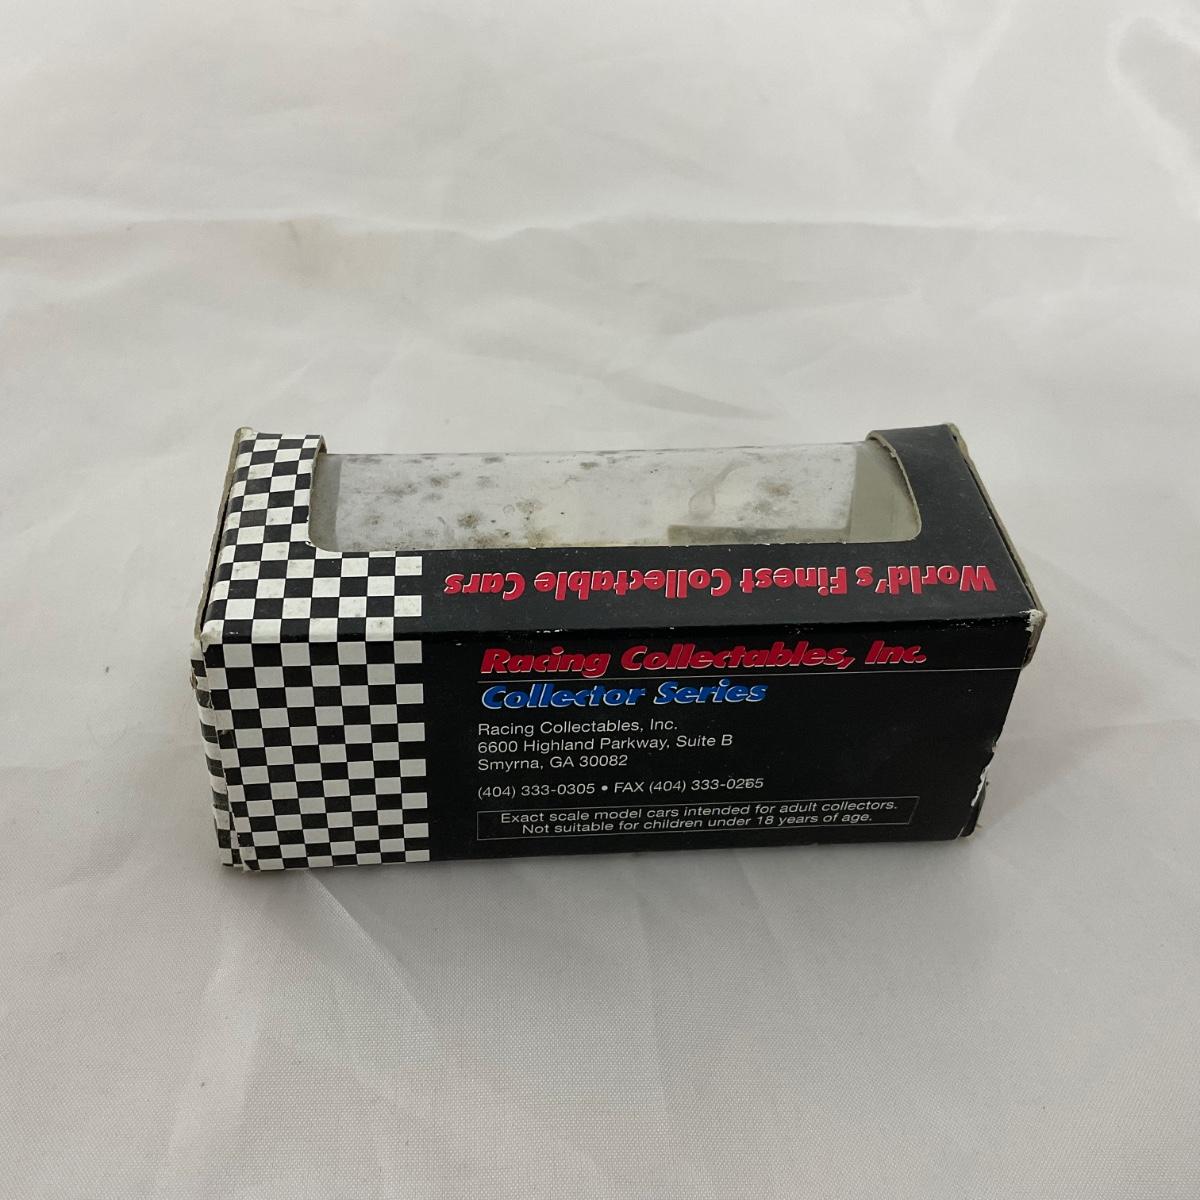 World's Finest Collectable Cars
Racing Collectables, Inc.
Collector Series
Racing Collectables, Inc.
6600 Highland Parkway, Suite B
Smyrna, GA 30082
(404) 333-0305 • FAX (404) 333-0265
Exact scale model cars intended for adult collectors.
Not suitable for children under 18 years of age.